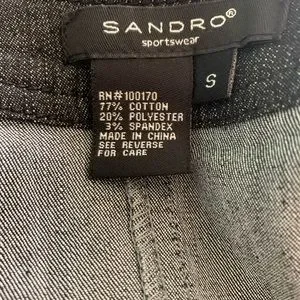 SANDRO®
sportswear
S
RN#100170
77% COTTON
20% POLYESTER
3% SPANDEX
MADE IN CHINA
SEE REVERSE
FOR CARE